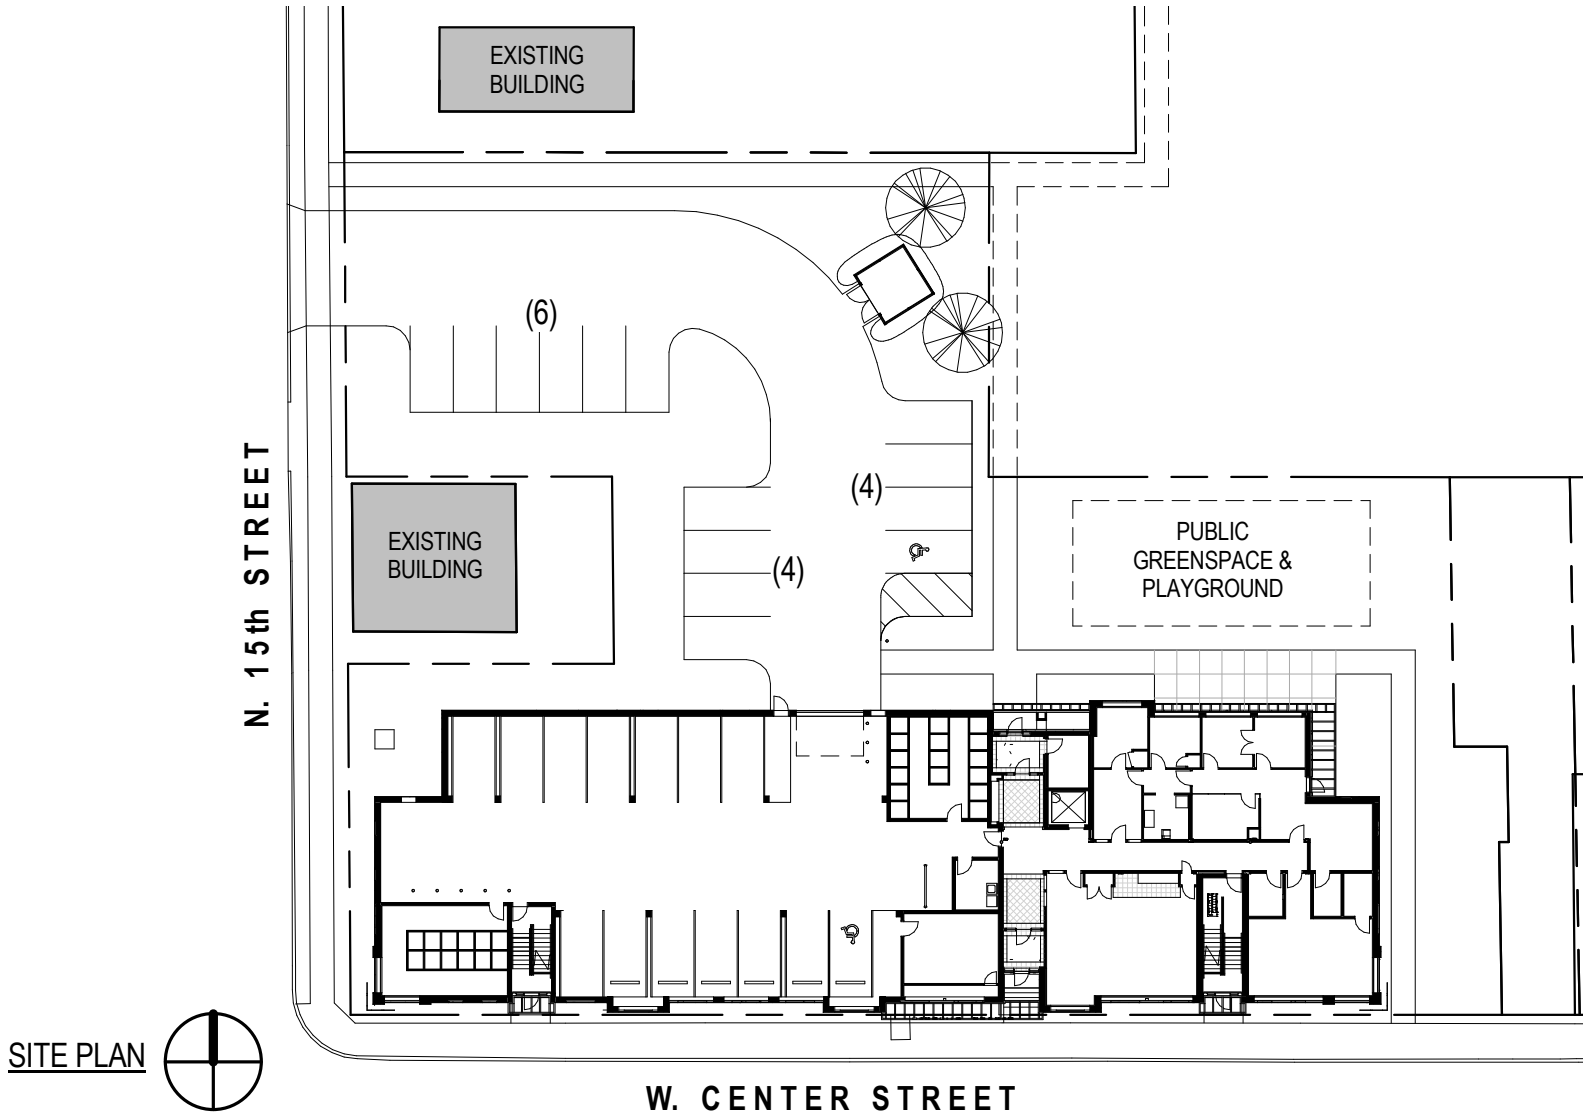 EXISTING
BUILDING
(6)
(4)
EXISTING
BUILDING
(4)
PUBLIC
GREENSPACE &
PLAYGROUND
N. 15th STREET
SITE PLAN
W. CENTER STREET